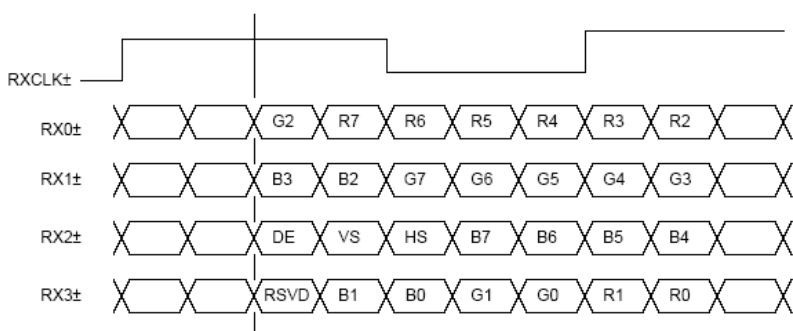 RXCLK±
RX0± G2 R7 R6 R5 R4 R3 R2
RX1± B3 B2 G7 G6 G5 G4 G3
RX2± DE VS HS B7 B6 B5 B4
RX3± RSVD B1 B0 G1 G0 R1 R0